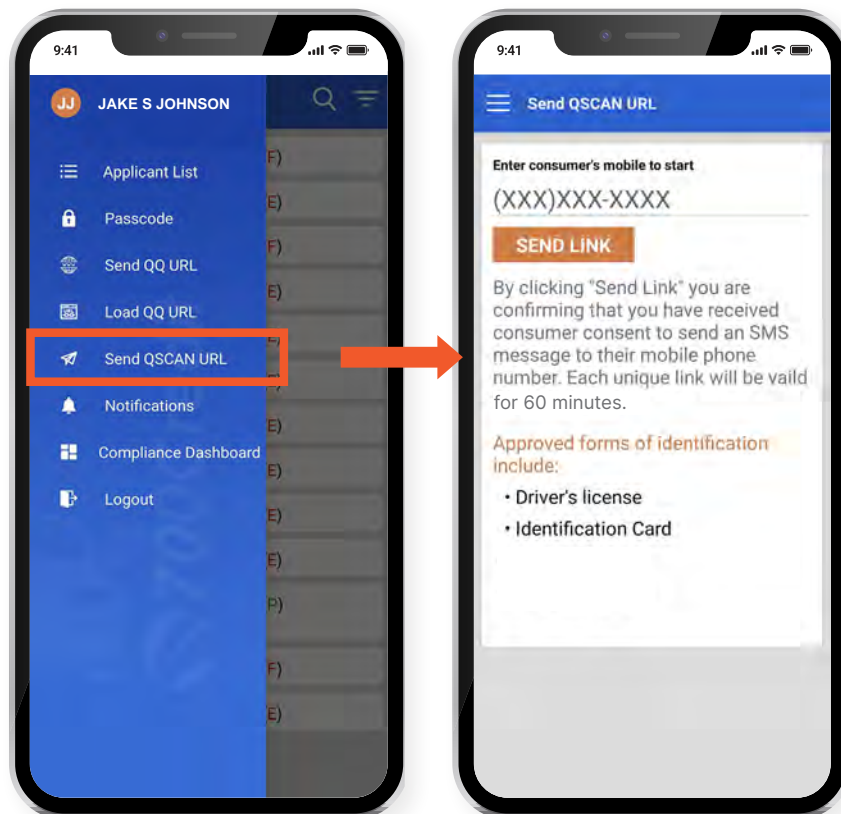 9:41
JJ JAKE S JOHNSON
Applicant List
Passcode
Send QQ URL
Load QQ URL
Send QSCAN URL
Notifications
Compliance Dashboard
Logout
F)
E)
F)
E)
E)
E)
E)
E)
E)
P)
F)
E)
9:41
Send QSCAN URL
Enter consumer's mobile to start
(XXX)XXX-XXXX
SEND LINK
By clicking "Send Link" you are
confirming that you have received
consumer consent to send an SMS
message to their mobile phone
number. Each unique link will be vaild
for 60 minutes.
Approved forms of identification
include:
• Driver's license
• Identification Card